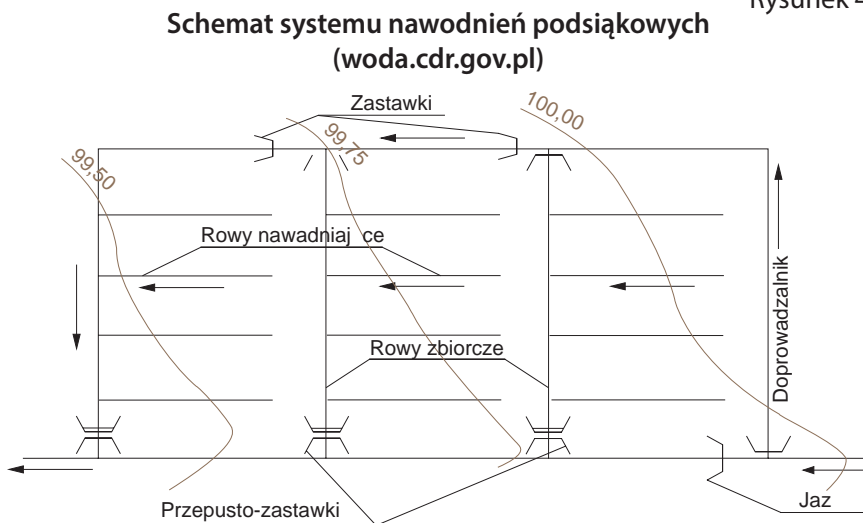 Rysunek 4
Schemat systemu nawodnień podsiąkowych
(woda.cdr.gov.pl)
Zastawki
100,00
99,75
99,50
Rowy nawadniaj ce
Rowy zbiorcze
Doprowadzalnik
Przepusto-zastawki
Jaz